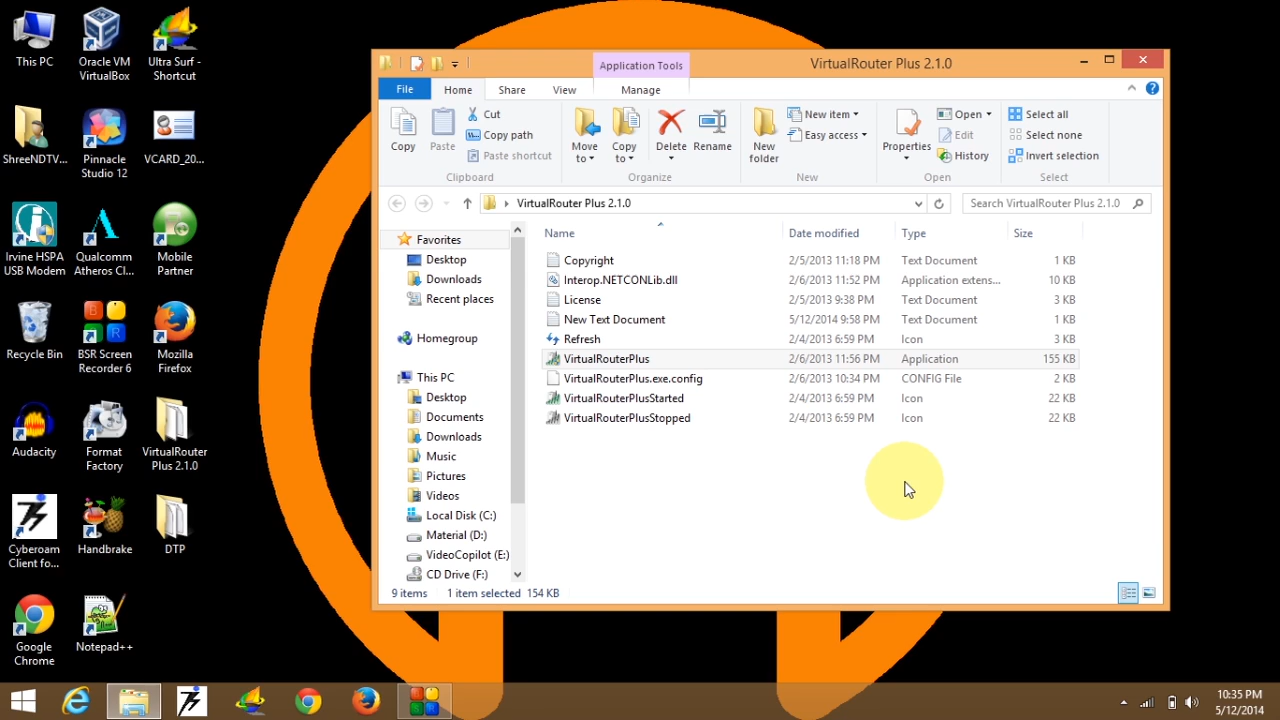 This PC
Oracle VM
VirtualBox
Ultra Surf -
Shortcut
ShreeNDTV...
Pinnacle
Studio 12
VCARD_20...
Irvine HSPA
USB Modem
Qualcomm
Atheros Cl...
Mobile
Partner
Recycle Bin
BSR Screen
Recorder 6
Mozilla
Firefox
Audacity
Format
Factory
VirtualRouter
Plus 2.1.0
Cyberoam
Client fo...
Handbrake
DTP
Google
Chrome
Notepad++
Application Tools
VirtualRouter Plus 2.1.0
File
Home
Share
View
Manage
Copy
Paste
Cut
Copy path
Paste shortcut
Clipboard
Move
to
Copy
to
Delete
Rename
Organize
New
folder
New item
Easy access
New
Properties
Open
Edit
History
Open
Select all
Select none
Invert selection
Select
VirtualRouter Plus 2.1.0
Search VirtualRouter Plus 2.1.0
Favorites
Desktop
Downloads
Recent places
Homegroup
This PC
Desktop
Documents
Downloads
Music
Pictures
Videos
Local Disk (C:)
Material (D:)
VideoCopilot (E:)
CD Drive (F:)
Name Date modified Type Size
Copyright 2/5/2013 11:18 PM Text Document 1 KB
Interop.NETCONLib.dll 2/6/2013 11:52 PM Application extens... 10 KB
License 2/5/2013 9:38 PM Text Document 3 KB
New Text Document 5/12/2014 9:58 PM Text Document 1 KB
Refresh 2/4/2013 6:59 PM Icon 3 KB
VirtualRouterPlus 2/6/2013 11:56 PM Application 155 KB
VirtualRouterPlus.exe.config 2/6/2013 10:34 PM CONFIG File 2 KB
VirtualRouterPlusStarted 2/4/2013 6:59 PM Icon 22 KB
VirtualRouterPlusStopped 2/4/2013 6:59 PM Icon 22 KB
9 items 1 item selected 154 KB
10:35 PM
5/12/2014